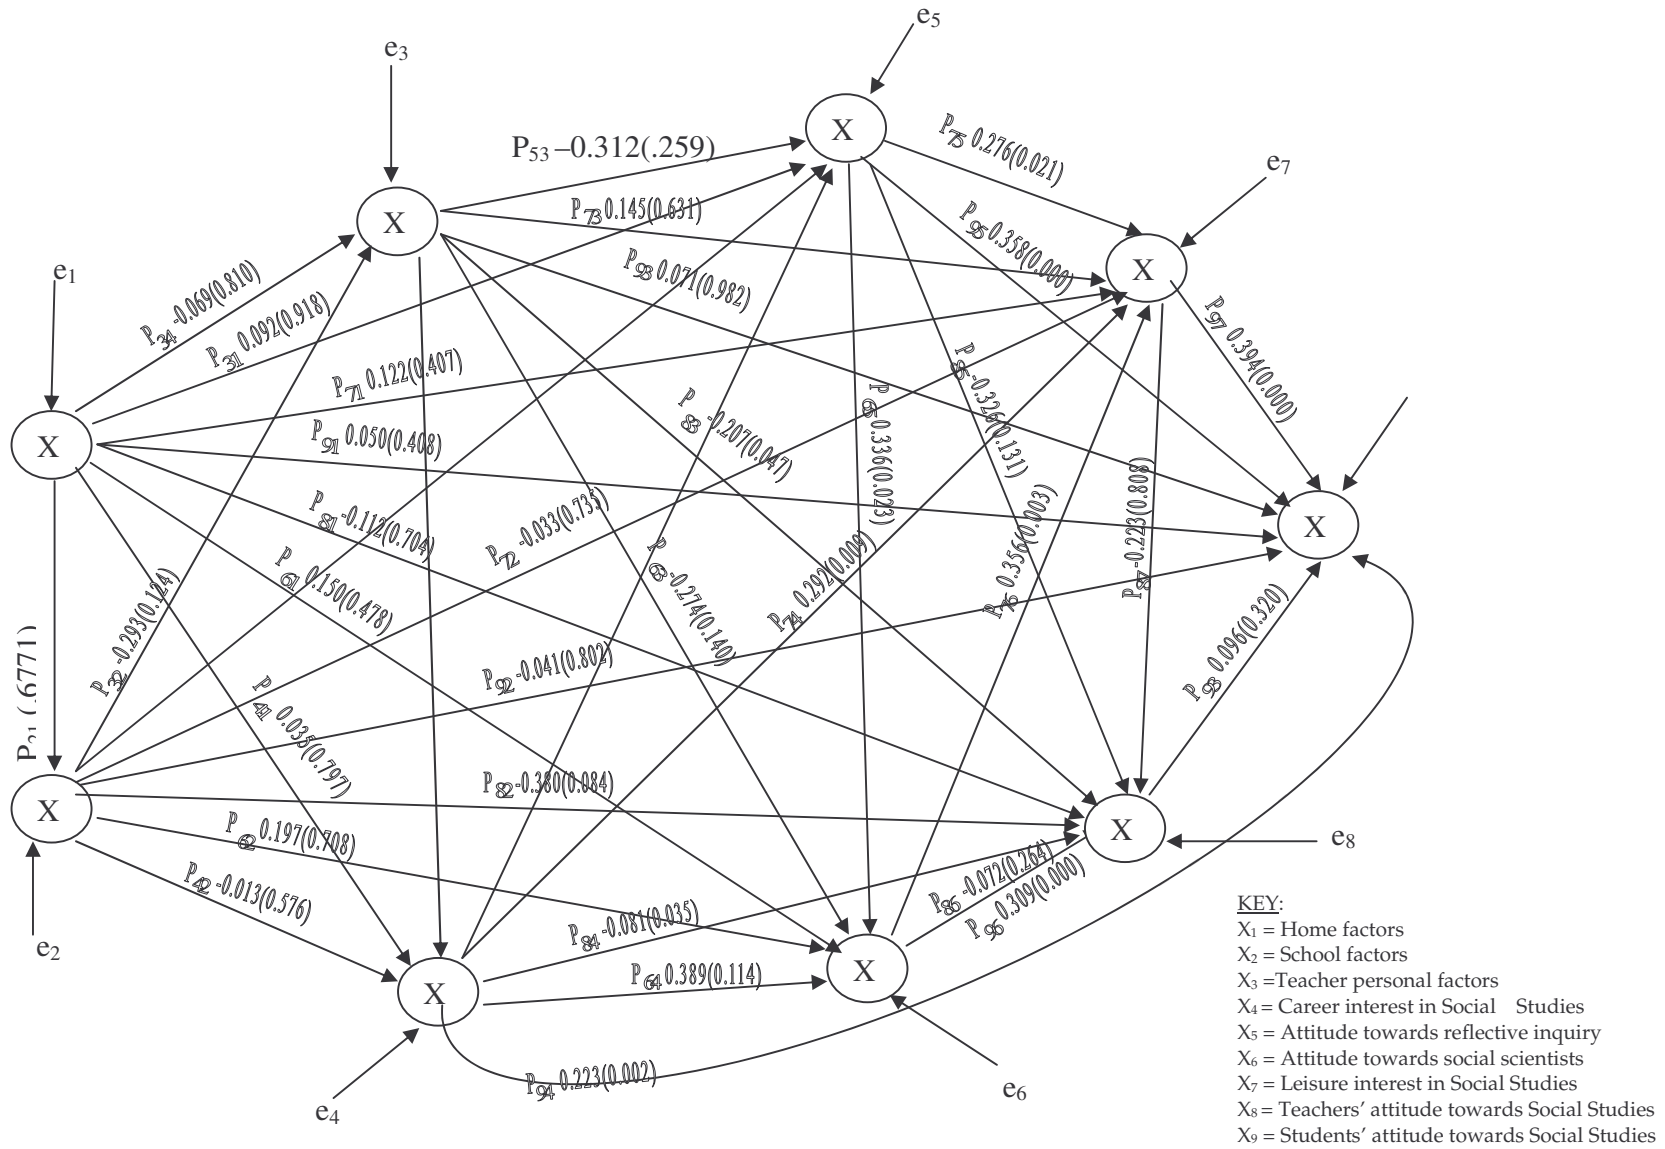 e5
e3
P53 –0.312(.259)
P75 0.276(0.021)
X
e7
P73 0.145(0.631)
X
P95 0.358(0.000)
P93 0.071(0.982)
X
e1
P34 -0.069(0.810)
P31 0.092(0.918)
P97 0.394(0.000)
P71 0.122(0.407)
P85 -0.326(0.131)
P65 0.336(0.023)
P83 -0.207(0.047)
P91 0.050(0.408)
X
P87 -0.223(0.808)
X
P81 -0.112(0.704)
P72 -0.033(0.735)
P61 0.150(0.478)
P63 -0.274(0.140)
P74 0.292(0.009)
P76 0.356(0.003)
P32 -0.293(0.124)
P92 -0.041(0.802)
P98 0.096(0.320)
(.6771)
P41 0.035(0.797)
P82 -0.380(0.084)
X
X
P62 0.197(0.708)
e8
P42 -0.013(0.576)
P86 -0.072(0.264)
P96 0.309(0.000)
P84 -0.081(0.035)
e2
P64 0.389(0.114)
X
X
P94 0.223(0.002)
e4
e6
KEY:
X1 = Home factors
X2 = School factors
X3 =Teacher personal factors
X4 = Career interest in Social Studies
X5 = Attitude towards reflective inquiry
X6 = Attitude towards social scientists
X7 = Leisure interest in Social Studies
X8 = Teachers’ attitude towards Social Studies
X9 = Students’ attitude towards Social Studies